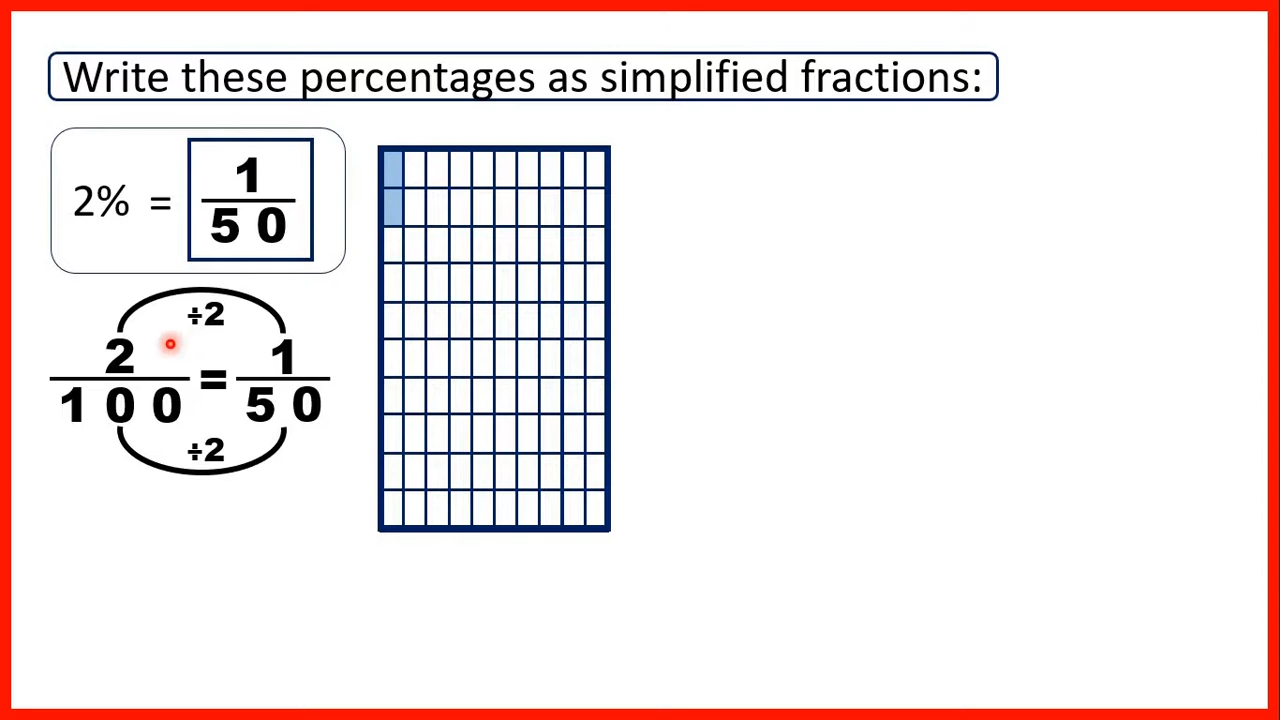 Write these percentages as simplified fractions:
2% = 1/50
÷2
2/100 = 1/50
÷2